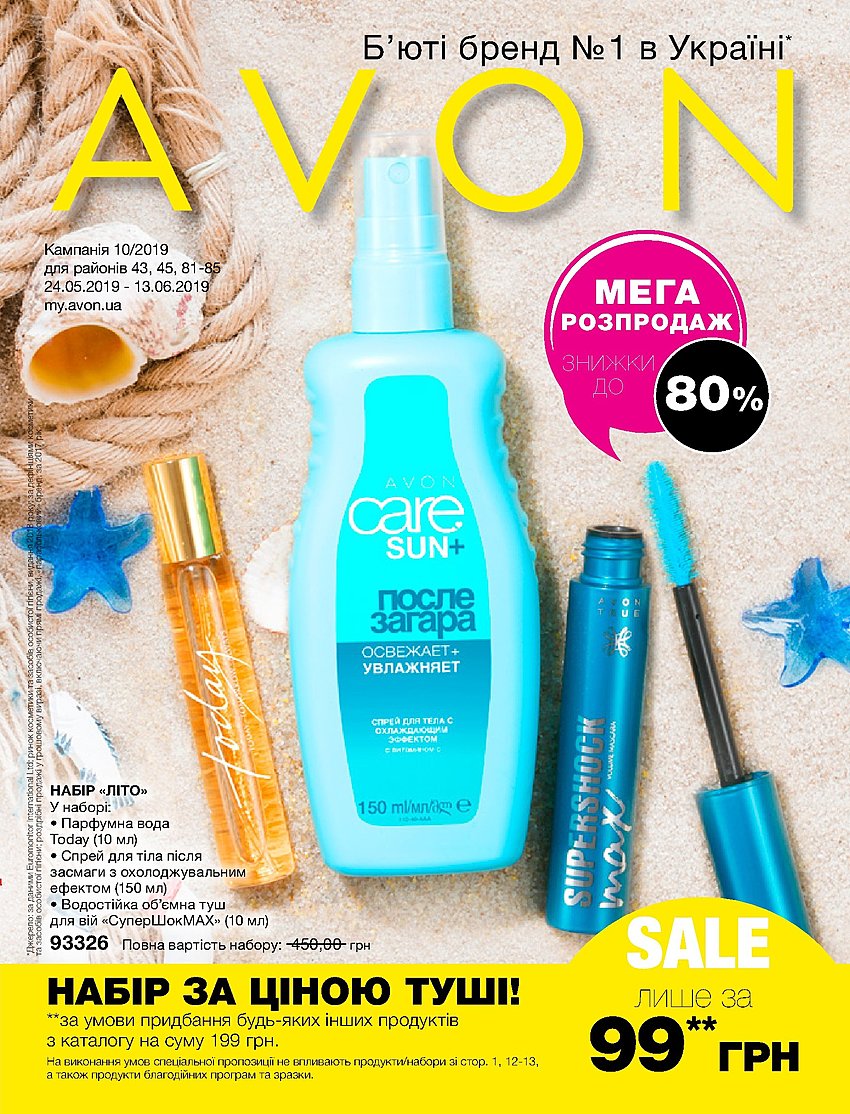 Б'юті бренд №1 в Україні*
AVON
Кампанія 10/2019
для районів 43, 45, 81-85
24.05.2019 - 13.06.2019
my.avon.ua
МЕГА
РОЗПРОДАЖ
ЗНИЖКИ
ДО
80%
AVON
care
SUN+
после
загара
ОСВЕЖАЕТ+
УВЛАЖНЯЕТ
СПРЕЙ ДЛЯ ТЕЛА С
ОХЛАЖДАЮЩИМ
ЭФФЕКТОМ
С ВИТАМИНОМ С
150 ml/мл/მლ e
today
AVON
TRUE
SUPERSHOCK
max
VOLUME MASCARA
НАБІР «ЛІТО»
У наборі:
• Парфумна вода
Today (10 мл)
• Спрей для тіла після
засмаги з охолоджувальним
ефектом (150 мл)
• Водостійка об'ємна туш
для вій «СуперШокMAX» (10 мл)
93326 Повна вартість набору: 450,00 грн
SALE
лише за
99** ГРН
НАБІР ЗА ЦІНОЮ ТУШІ!
**за умови придбання будь-яких інших продуктів
з каталогу на суму 199 грн.
На виконання умов спеціальної пропозиції не впливають продукти/набори зі стор. 1, 12-13,
а також продукти благодійних програм та зразки.